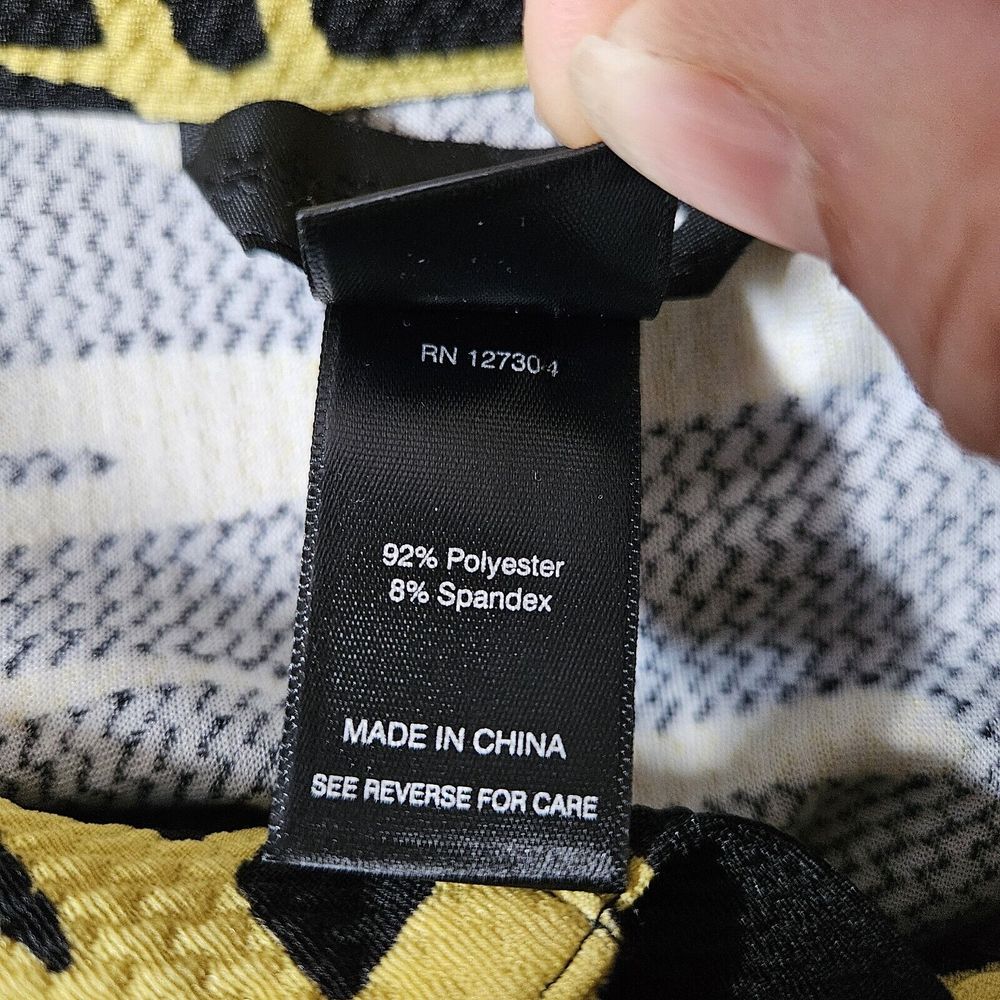 RN 127304
92% Polyester
8% Spandex
MADE IN CHINA
SEE REVERSE FOR CARE